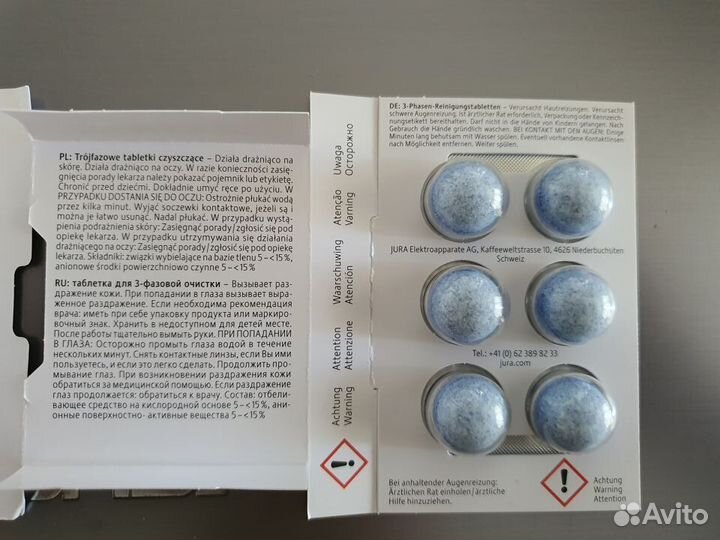 PL: Trójfazowe tabletki czyszczące – Działa drażniąco na
skórę. Działa drażniąco na oczy. W razie konieczności zasię-
gnięcia porady lekarza należy pokazać pojemnik lub etykietę.
Chronić przed dziećmi. Dokładnie umyć ręce po użyciu. W
PRZYPADKU DOSTANIA SIĘ DO OCZU: Ostrożnie płukać wodą
przez kilka minut. Wyjąć soczewki kontaktowe, jeżeli są i
można je łatwo usunąć. Nadal płukać. W przypadku wystą-
pienia podrażnienia skóry: Zasięgnąć porady/zgłosić się pod
opiekę lekarza. W przypadku utrzymywania się działania
drażniącego na oczy: Zasięgnąć porady/zgłosić się pod opiekę
lekarza. Składniki: związki wybielające na bazie tlenu 5 – < 15 %,
anionowe środki powierzchniowo czynne 5 – < 15 %
RU: таблетка для 3-фазовой очистки – Вызывает раз-
дражение кожи. При попадании в глаза вызывает выра-
женное раздражение. Если необходима рекомендация
врача: иметь при себе упаковку продукта или маркиро-
вочный знак. Хранить в недоступном для детей месте.
После работы тщательно вымыть руки. ПРИ ПОПАДАНИИ
В ГЛАЗА: Осторожно промыть глаза водой в течение
нескольких минут. Снять контактные линзы, если Вы ими
пользуетесь, и если это легко сделать. Продолжить про-
мывание глаз. При возникновении раздражения кожи
обратиться за медицинской помощью. Если раздражение
глаз продолжается: обратиться к врачу. Состав: отбели-
вающее средство на кислородной основе 5 – < 15 %, ани-
онные поверхностно- активные вещества 5 – < 15 %
Uwaga
Осторожно
Atenção
Varning
Waarschuwing
Atención
Attention
Attenzione
Achtung
Warning
DE: 3-Phasen-Reinigungstabletten – Verursacht Hautreizungen. Verursacht
schwere Augenreizung. Ist ärztlicher Rat erforderlich, Verpackung oder Kennzeich-
nungsetikett bereithalten. Darf nicht in die Hände von Kindern gelangen. Nach
Gebrauch die Hände gründlich waschen. BEI KONTAKT MIT DEN AUGEN: Einige
Minuten lang behutsam mit Wasser spülen. Eventuell vorhandene Kontaktlinsen
nach Möglichkeit entfernen. Weiter spülen.
JURA Elektroapparate AG, Kaffeeweltstrasse 10, 4626 Niederbuchsiten
Schweiz
Tel.: +41 (0) 62 389 82 33
jura.com
Bei anhaltender Augenreizung:
Ärztlichen Rat einholen/ärztliche
Hilfe hinzuziehen.
Achtung
Warning
Attention
Avito